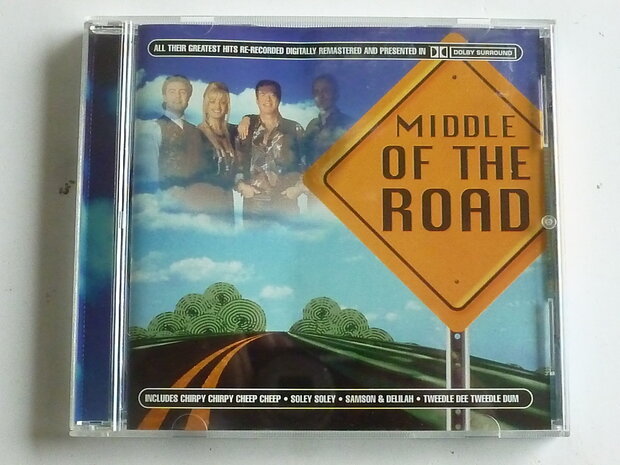 ALL THEIR GREATEST HITS RE-RECORDED DIGITALLY REMASTERED AND PRESENTED IN DOLBY SURROUND
MIDDLE
OF THE
ROAD
INCLUDES CHIRPY CHIRPY CHEEP CHEEP • SOLEY SOLEY • SAMSON & DELILAH • TWEEDLE DEE TWEEDLE DUM